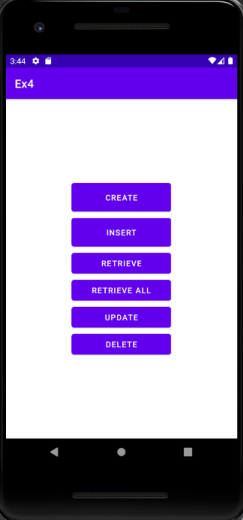 3:44
Ex4
CREATE
INSERT
RETRIEVE
RETRIEVE ALL
UPDATE
DELETE